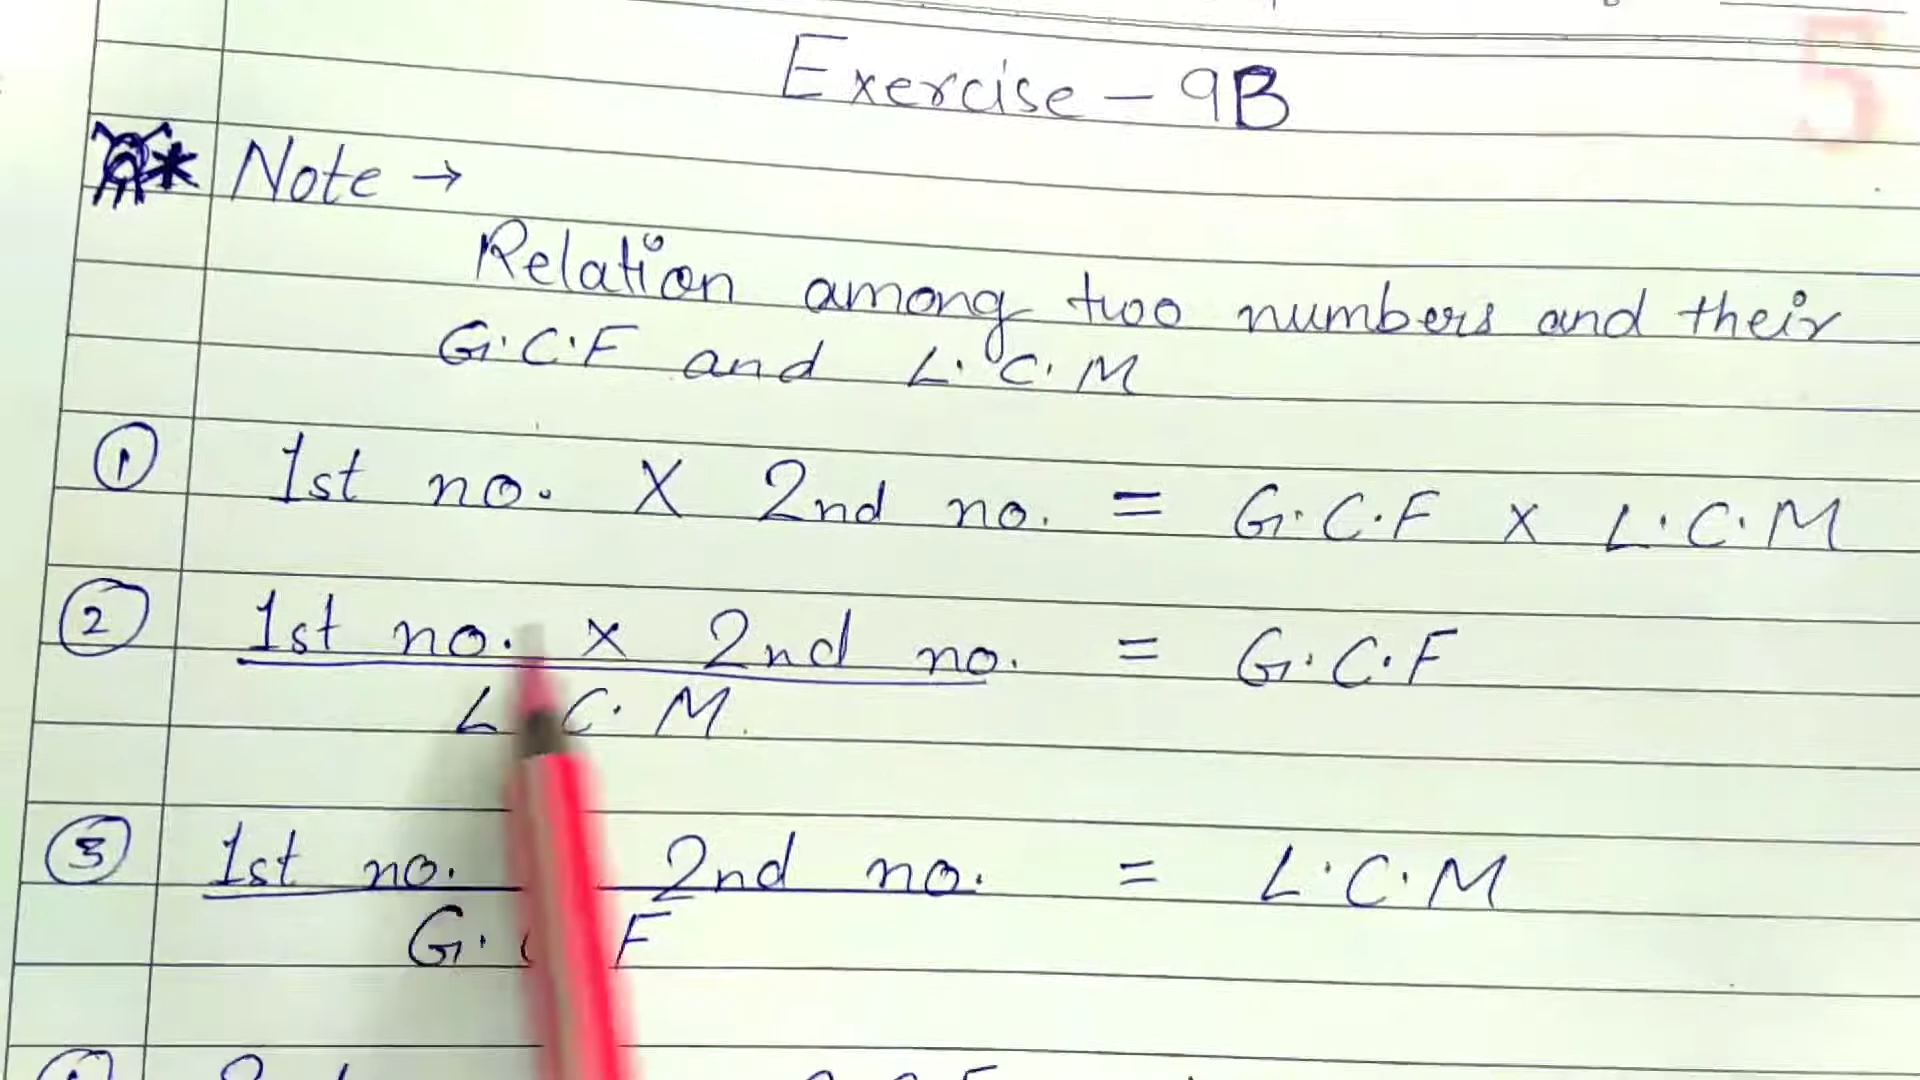 Exercise – 9B
* Note →
Relation among two numbers and their
G.C.F and L.C.M
① 1st no. X 2nd no. = G.C.F x L.C.M
② 1st no. x 2nd no. = G.C.F
L C. M.
③ 1st no. 2nd no. = L.C.M
G. F
5